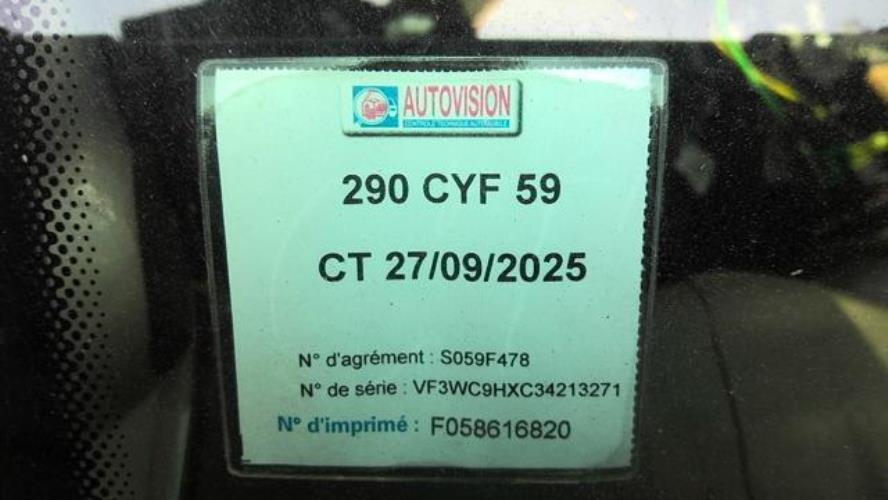 AUTOVISION
CONTROLE TECHNIQUE AUTOMOBILE
290 CYF 59
CT 27/09/2025
N° d'agrément : S059F478
N° de série : VF3WC9HXC34213271
N° d'imprimé : F058616820